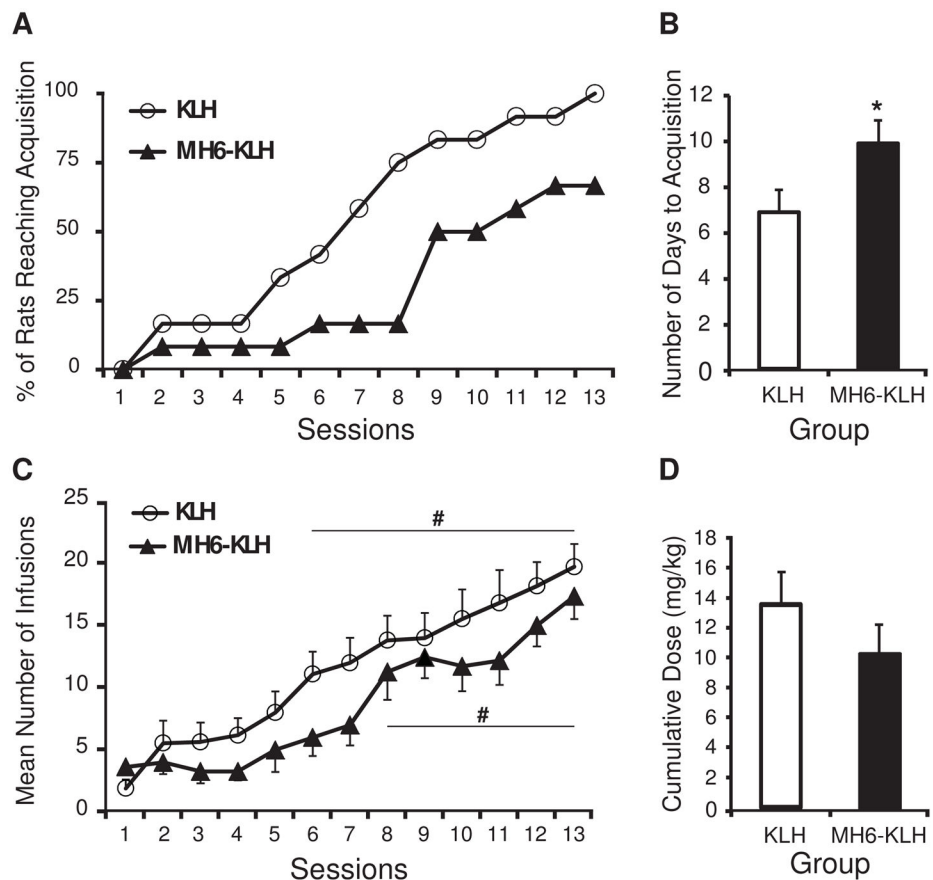 A
% of Rats Reaching Acquisition
100
75
50
25
0
KLH
MH6-KLH
1 2 3 4 5 6 7 8 9 10 11 12 13
Sessions
B
Number of Days to Acquisition
12
10
8
6
4
2
0
*
KLH MH6-KLH
Group
C
Mean Number of Infusions
25
20
15
10
5
0
KLH
MH6-KLH
#
#
1 2 3 4 5 6 7 8 9 10 11 12 13
Sessions
D
Cumulative Dose (mg/kg)
18
16
14
12
10
8
6
4
2
0
KLH MH6-KLH
Group